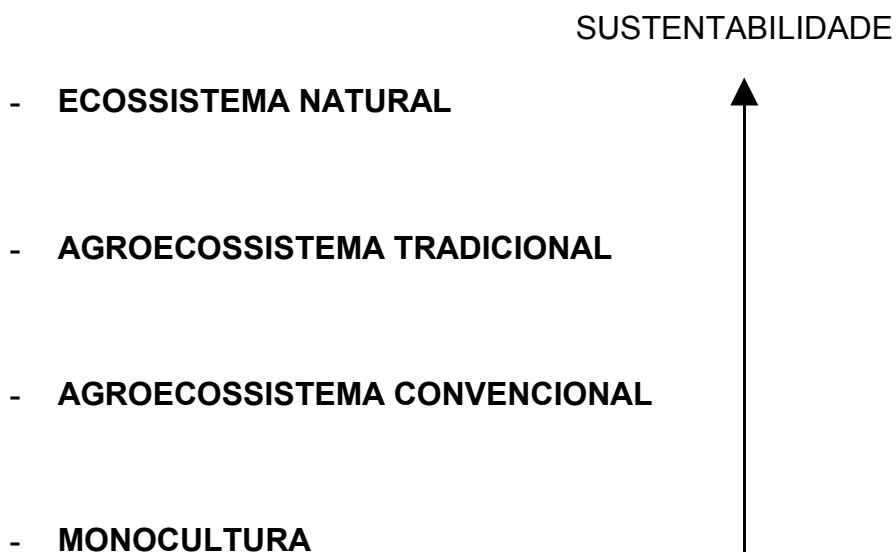 SUSTENTABILIDADE
- ECOSSISTEMA NATURAL
- AGROECOSSISTEMA TRADICIONAL
- AGROECOSSISTEMA CONVENCIONAL
- MONOCULTURA